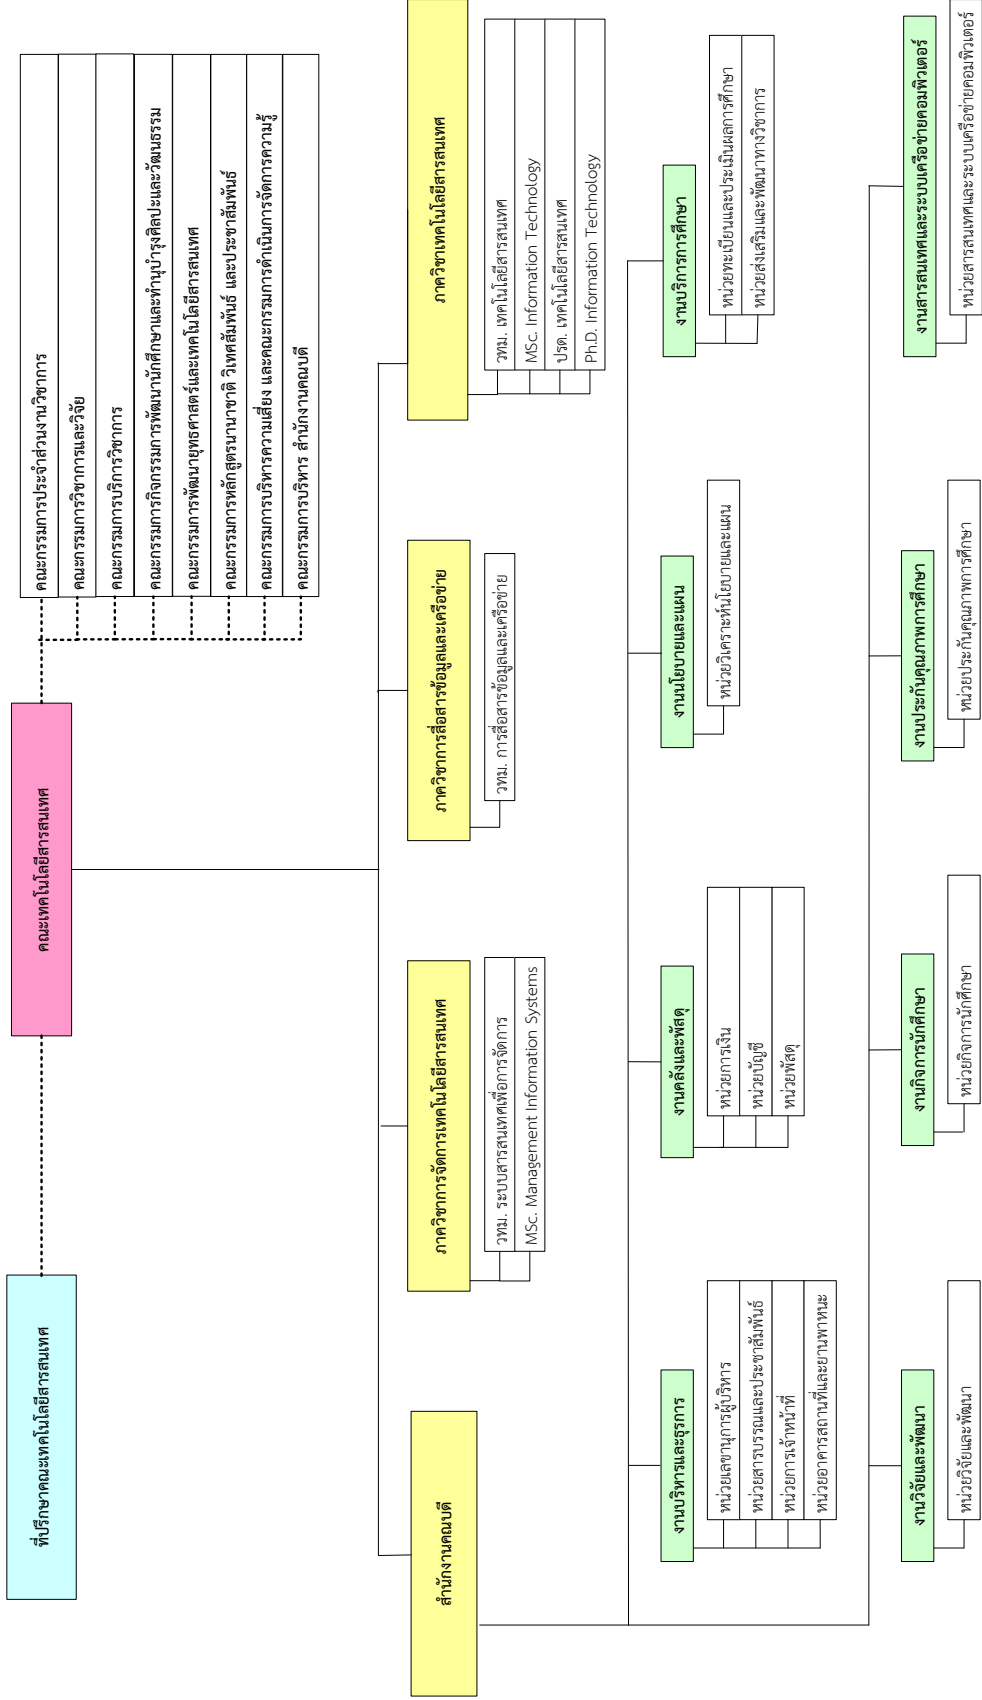 ที่ปรึกษาคณะเทคโนโลยีสารสนเทศ
คณะเทคโนโลยีสารสนเทศ
คณะกรรมการประจำส่วนงานวิชาการ
คณะกรรมการวิชาการและวิจัย
คณะกรรมการบริการวิชาการ
คณะกรรมการกิจกรรมการพัฒนานักศึกษาและทำนุบำรุงศิลปะและวัฒนธรรม
คณะกรรมการพัฒนายุทธศาสตร์และเทคโนโลยีสารสนเทศ
คณะกรรมการหลักสูตรนานาชาติ วิเทศสัมพันธ์ และประชาสัมพันธ์
คณะกรรมการบริหารความเสี่ยง และคณะกรรมการดำเนินการจัดการความรู้
คณะกรรมการบริหาร สำนักงานคณบดี
สำนักงานคณบดี
ภาควิชาการจัดการเทคโนโลยีสารสนเทศ
วทม. ระบบสารสนเทศเพื่อการจัดการ
MSc. Management Information Systems
ภาควิชาการสื่อสารข้อมูลและเครือข่าย
วทม. การสื่อสารข้อมูลและเครือข่าย
ภาควิชาเทคโนโลยีสารสนเทศ
วทม. เทคโนโลยีสารสนเทศ
MSc. Information Technology
ปรด. เทคโนโลยีสารสนเทศ
Ph.D. Information Technology
งานบริหารและธุรการ
หน่วยเลขานุการผู้บริหาร
หน่วยสารบรรณและประชาสัมพันธ์
หน่วยการเจ้าหน้าที่
หน่วยอาคารสถานที่และยานพาหนะ
งานคลังและพัสดุ
หน่วยการเงิน
หน่วยบัญชี
หน่วยพัสดุ
งานนโยบายและแผน
หน่วยวิเคราะห์นโยบายและแผน
งานบริการการศึกษา
หน่วยทะเบียนและประเมินผลการศึกษา
หน่วยส่งเสริมและพัฒนาทางวิชาการ
งานวิจัยและพัฒนา
หน่วยวิจัยและพัฒนา
งานกิจการนักศึกษา
หน่วยกิจการนักศึกษา
งานประกันคุณภาพการศึกษา
หน่วยประกันคุณภาพการศึกษา
งานสารสนเทศและระบบเครือข่ายคอมพิวเตอร์
หน่วยสารสนเทศและระบบเครือข่ายคอมพิวเตอร์